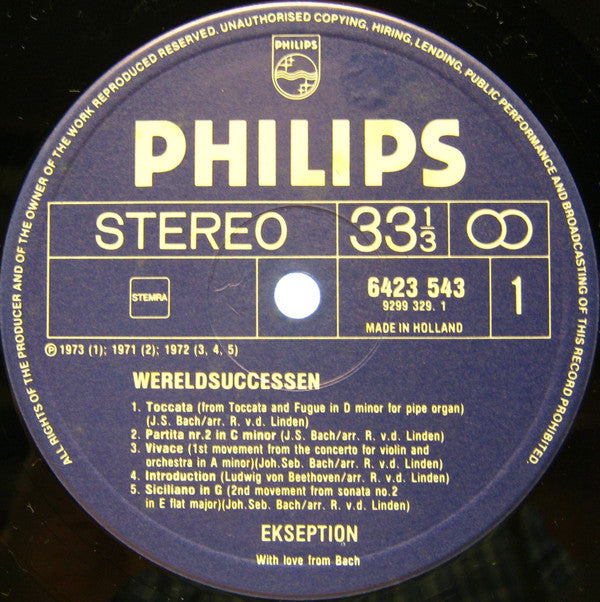 ALL RIGHTS OF THE PRODUCER AND OF THE OWNER OF THE WORK REPRODUCED RESERVED. UNAUTHORISED COPYING, HIRING, LENDING, PUBLIC PERFORMANCE AND BROADCASTING OF THIS RECORD PROHIBITED.
PHILIPS
PHILIPS
STEREO 33 1/3
STEMRA 6423 543 1
9299 329. 1
MADE IN HOLLAND
Ⓟ 1973 (1); 1971 (2); 1972 (3, 4, 5)
WERELDSUCCESSEN
1. Toccata (from Toccata and Fugue in D minor for pipe organ)
(J.S. Bach/arr. R. v.d. Linden)
2. Partita nr.2 in C minor (J.S. Bach/arr. R. v.d. Linden)
3. Vivace (1st movement from the concerto for violin and
orchestra in A minor)(Joh.Seb. Bach/arr. R. v.d. Linden)
4. Introduction (Ludwig von Beethoven/arr. R. v.d. Linden)
5. Siciliano in G (2nd movement from sonata no.2
in E flat major)(Joh.Seb. Bach/arr. R. v.d. Linden)
EKSEPTION
With love from Bach